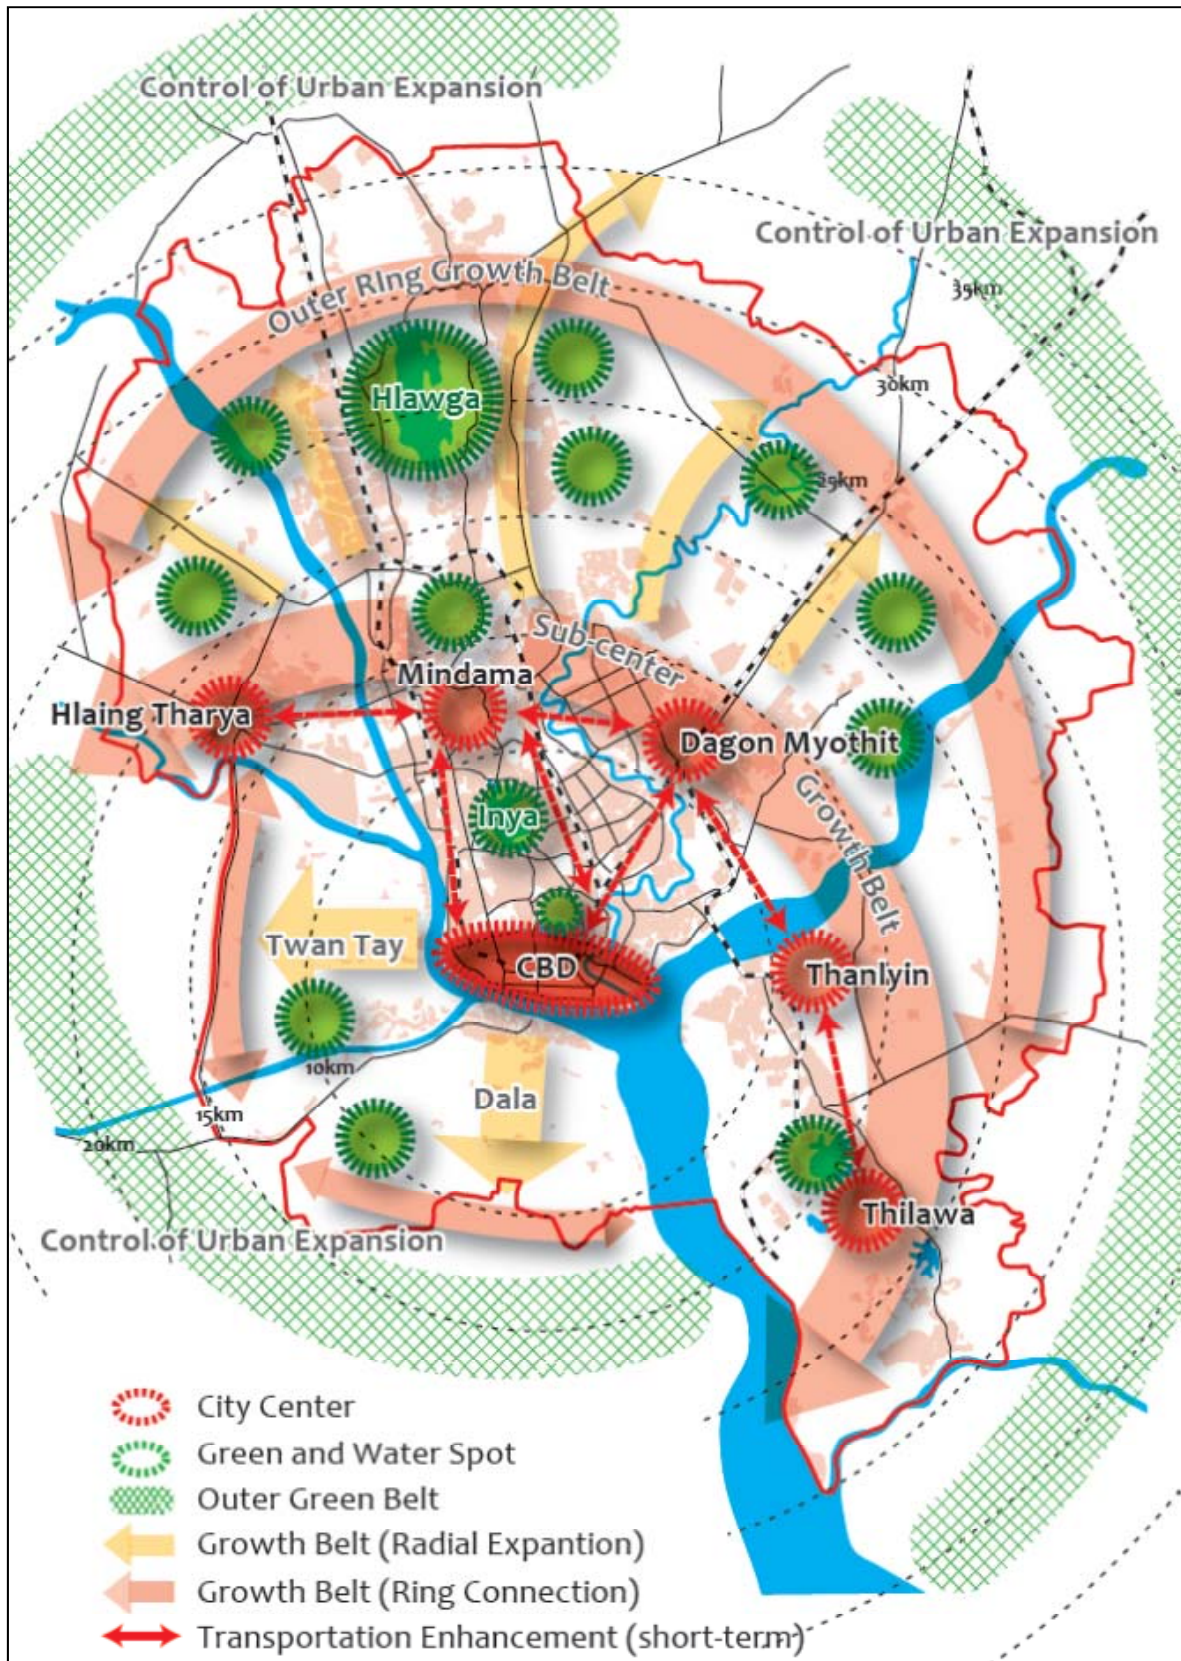 Control of Urban Expansion
Control of Urban Expansion
Outer RIng Growth Belt
35km
30km
Hlawga
25km
Sub-center
Mindama
Hlaing Tharya
Dagon Myothit
Inya
Growth Belt
Twan Tay
CBD
Thanlyin
10km
Dala
15km
20km
Thilawa
Control of Urban Expansion
City Center
Green and Water Spot
Outer Green Belt
Growth Belt (Radial Expantion)
Growth Belt (Ring Connection)
Transportation Enhancement (short-term)